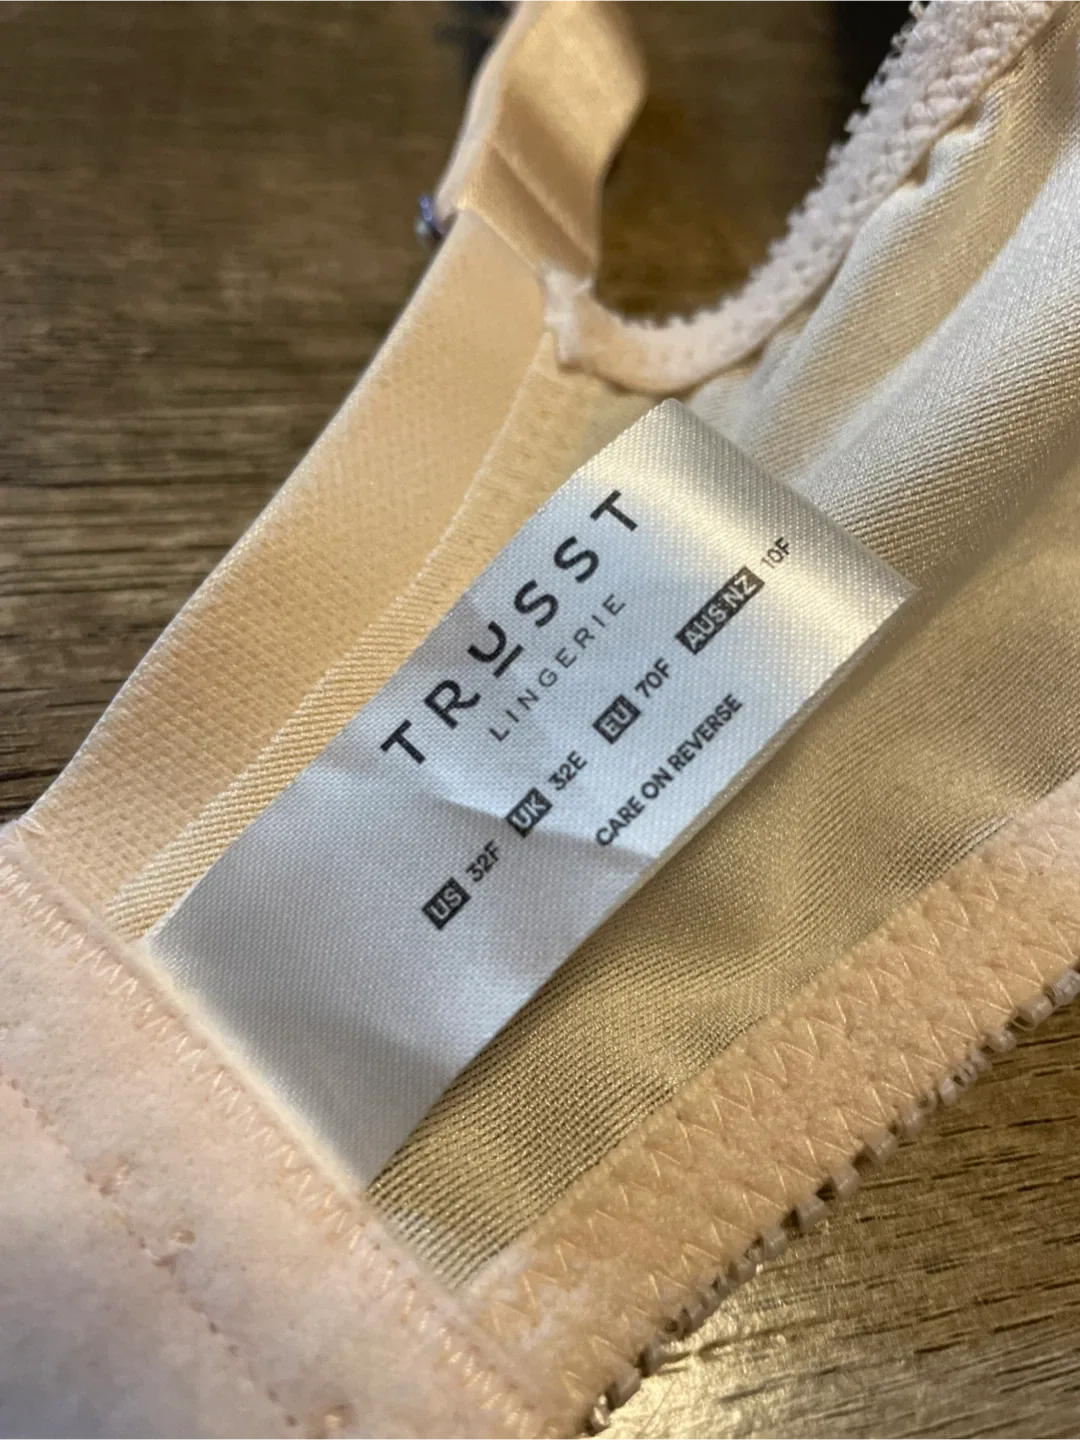 TRUSST
LINGERIE
US 32F UK 32E EU 70F AUS NZ 10F
CARE ON REVERSE